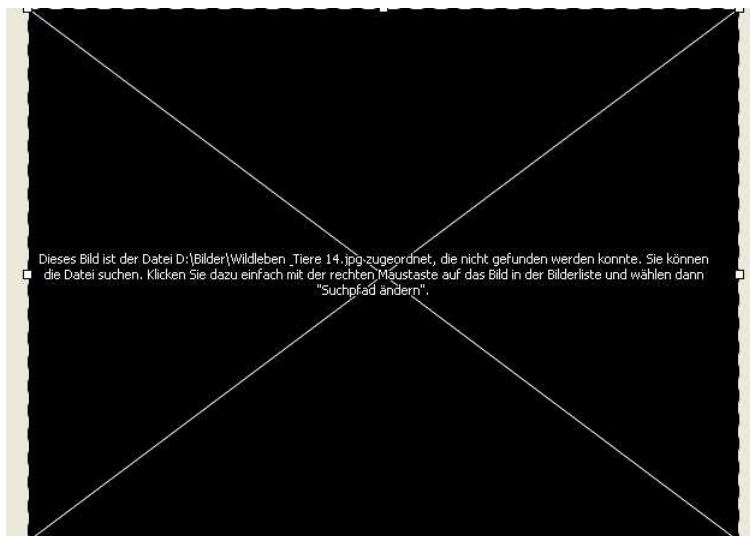 Dieses Bild ist der Datei D:\Bilder\Wildleben _Tiere 14.jpg zugeordnet, die nicht gefunden werden konnte. Sie können
die Datei suchen. Klicken Sie dazu einfach mit der rechten Maustaste auf das Bild in der Bilderliste und wählen dann
"Suchpfad ändern".